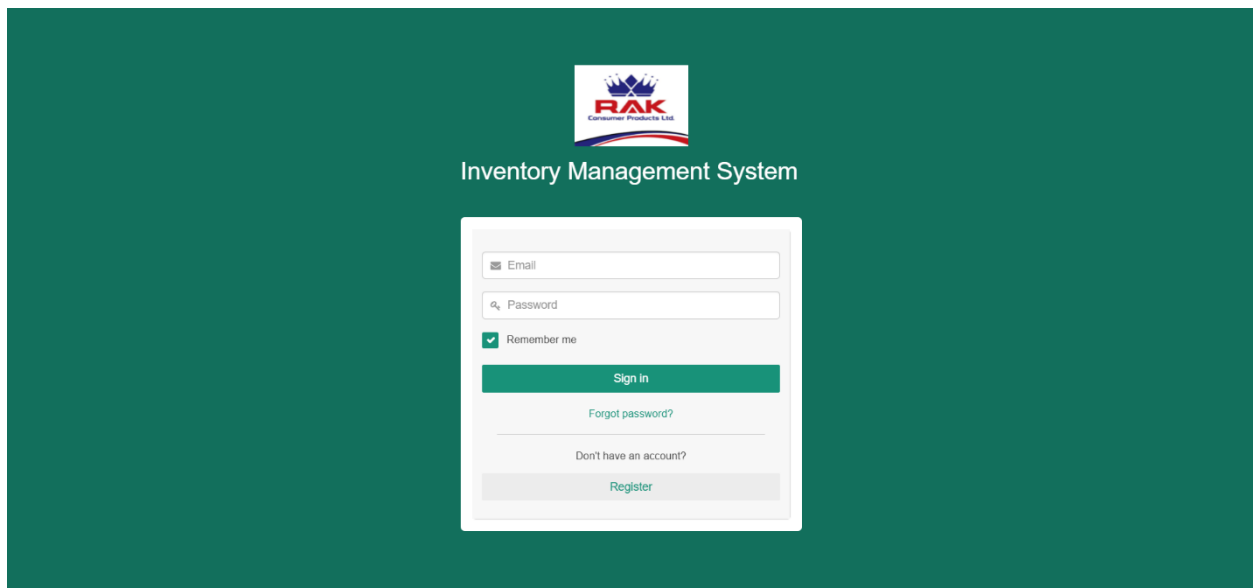 RAK
Consumer Products Ltd.
Inventory Management System
Email
Password
Remember me
Sign in
Forgot password?
Don't have an account?
Register